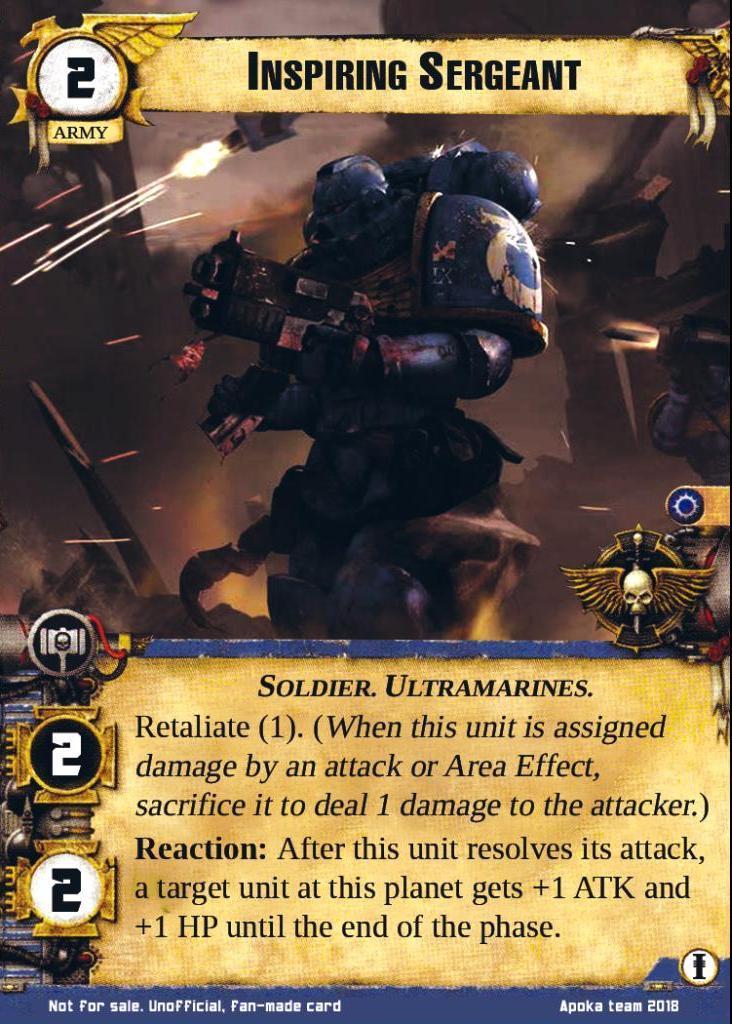 2
INSPIRING SERGEANT
ARMY
IX
SOLDIER. ULTRAMARINES.
2
Retaliate (1). (When this unit is assigned
damage by an attack or Area Effect,
sacrifice it to deal 1 damage to the attacker.)
Reaction: After this unit resolves its attack,
2
a target unit at this planet gets +1 ATK and
+1 HP until the end of the phase.
I
Not for sale. Unofficial, fan-made card
Apoka team 2018